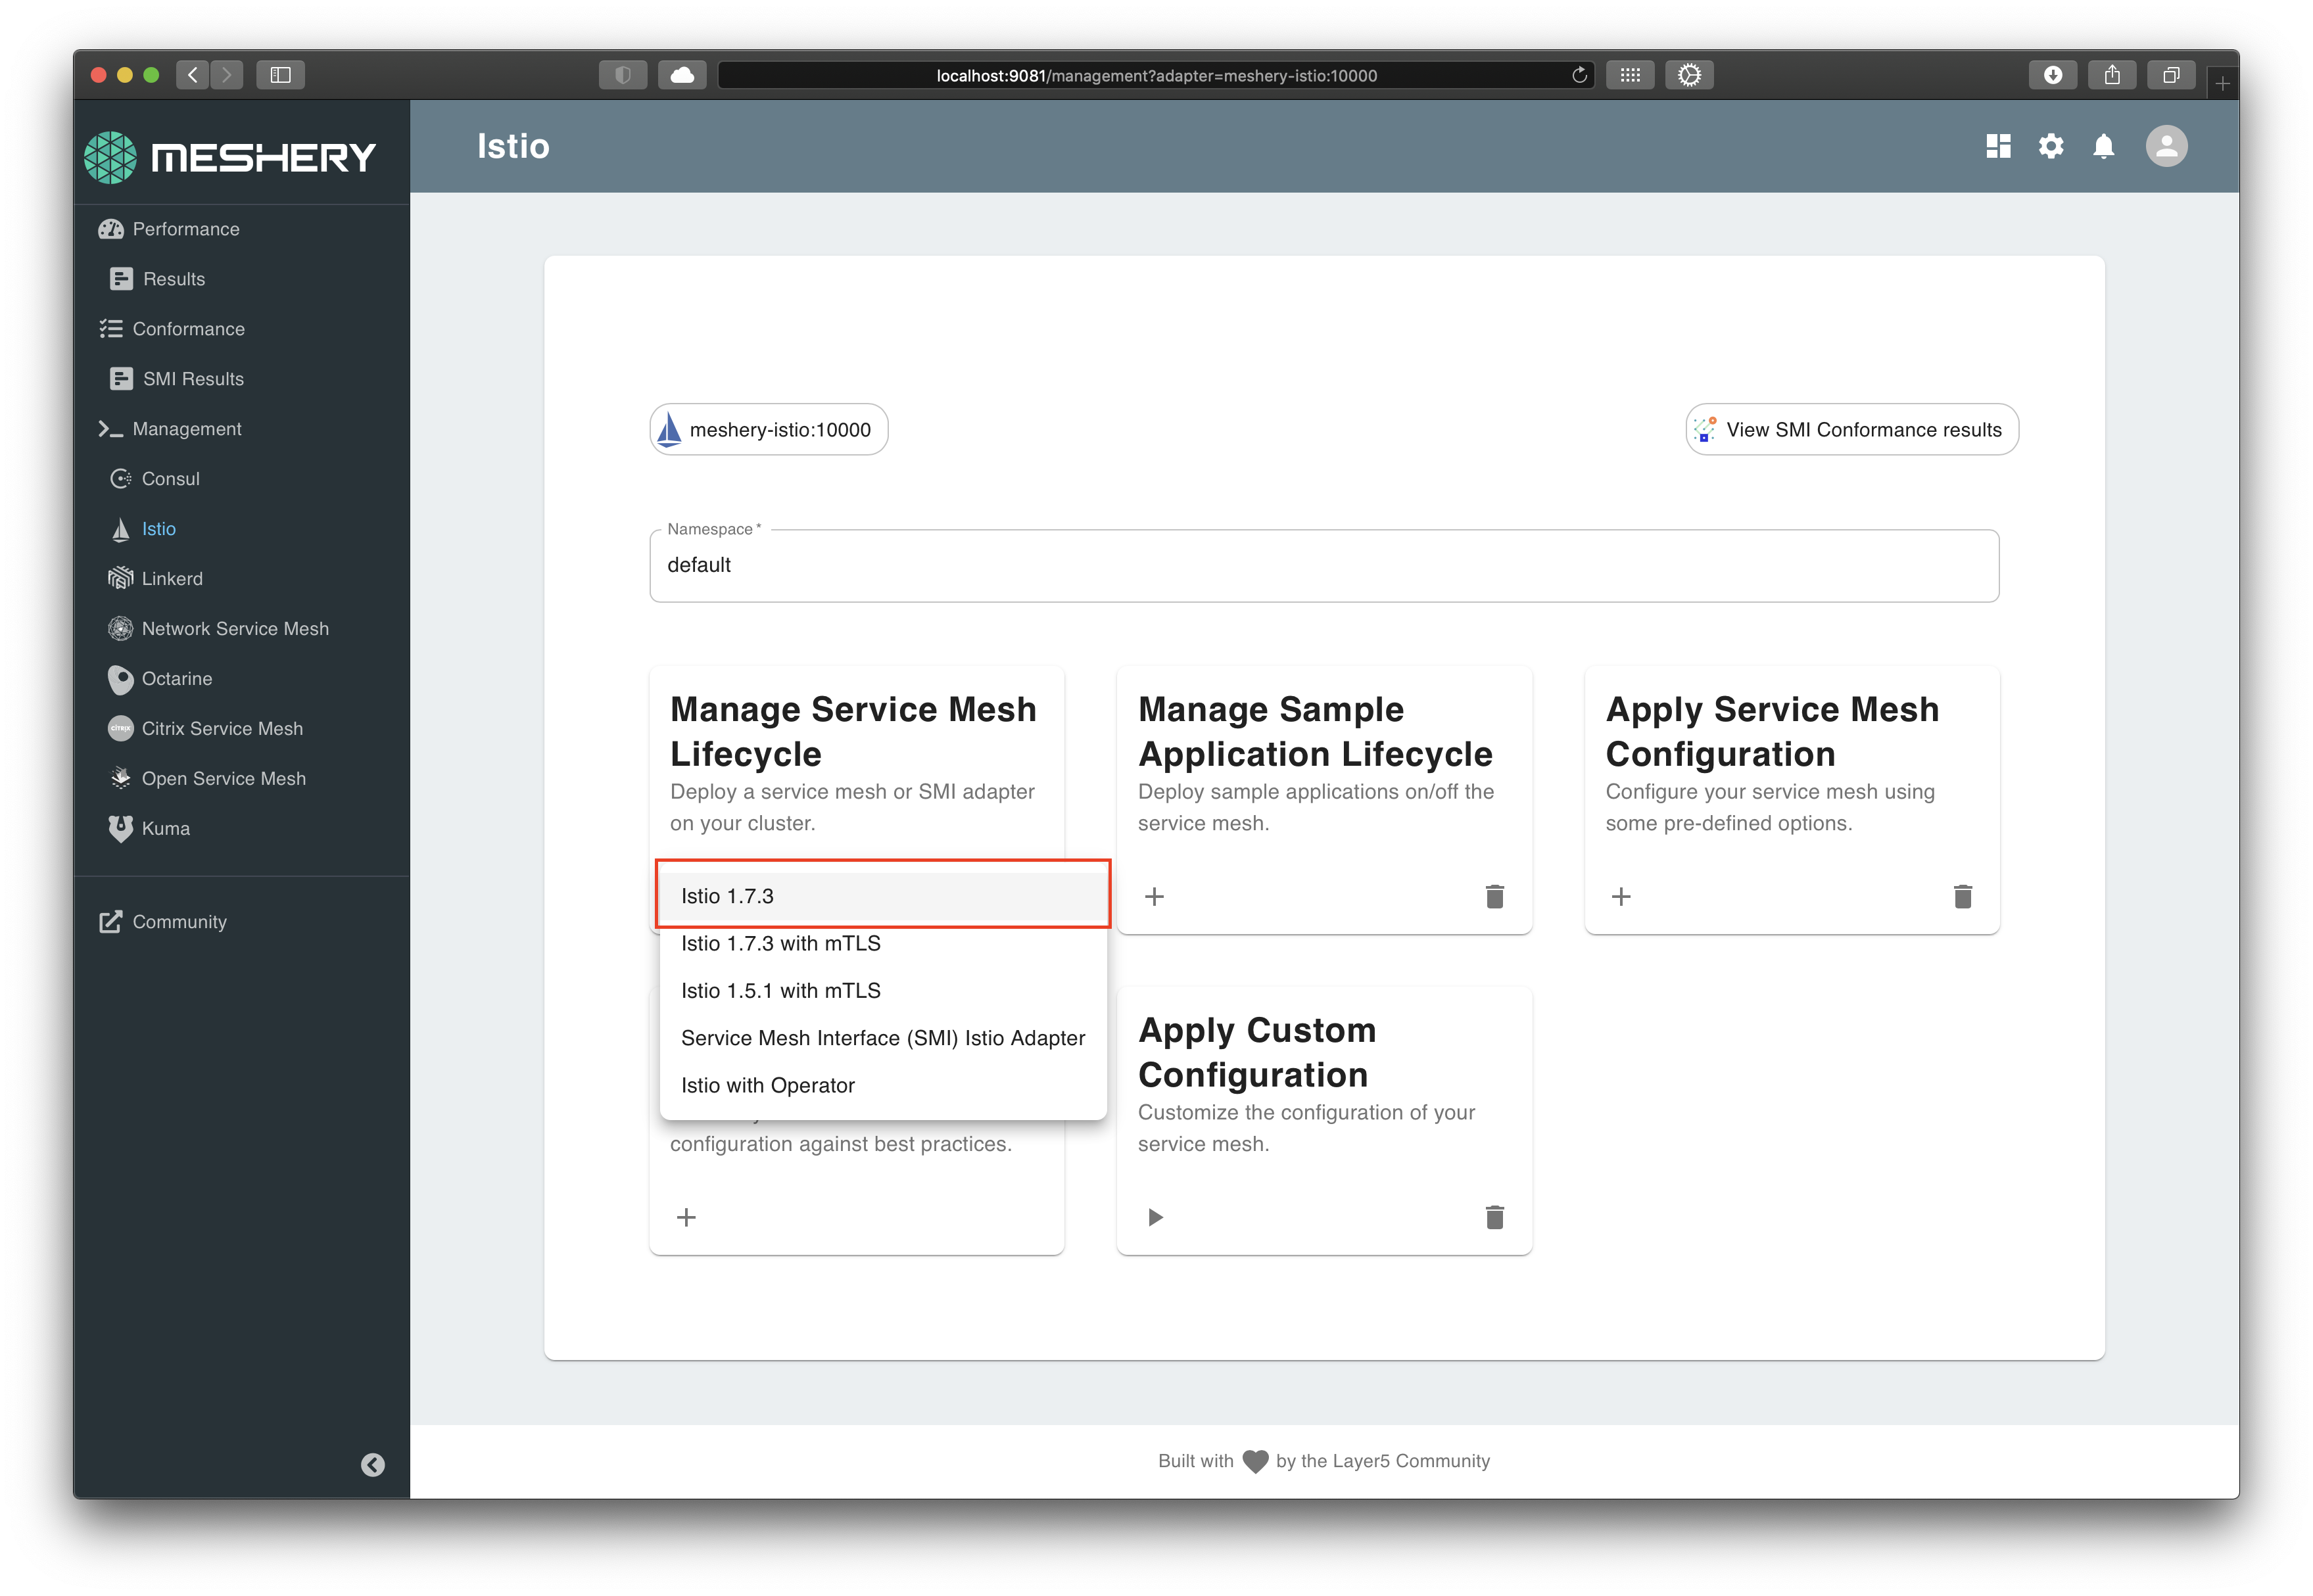 localhost:9081/management?adapter=meshery-istio:10000
MESHERY
Istio
Performance
Results
Conformance
SMI Results
Management
Consul
Istio
Linkerd
Network Service Mesh
Octarine
Citrix Service Mesh
Open Service Mesh
Kuma
Community
meshery-istio:10000
View SMI Conformance results
Namespace *
default
Manage Service Mesh
Lifecycle
Deploy a service mesh or SMI adapter
on your cluster.
Manage Sample
Application Lifecycle
Deploy sample applications on/off the
service mesh.
Apply Service Mesh
Configuration
Configure your service mesh using
some pre-defined options.
Istio 1.7.3
Istio 1.7.3 with mTLS
Istio 1.5.1 with mTLS
Service Mesh Interface (SMI) Istio Adapter
Istio with Operator
configuration against best practices.
Apply Custom
Configuration
Customize the configuration of your
service mesh.
Built with by the Layer5 Community